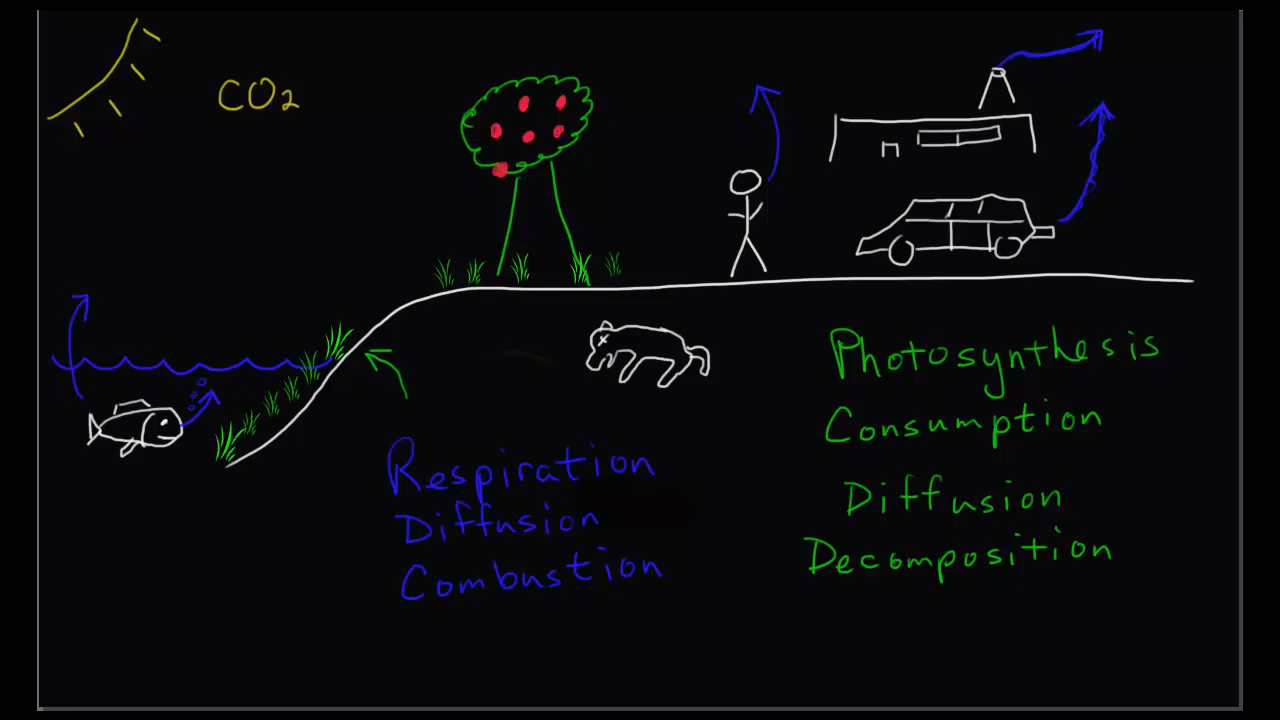 CO₂
Photosynthesis
Consumption
Diffusion
Decomposition
Respiration
Diffusion
Combustion